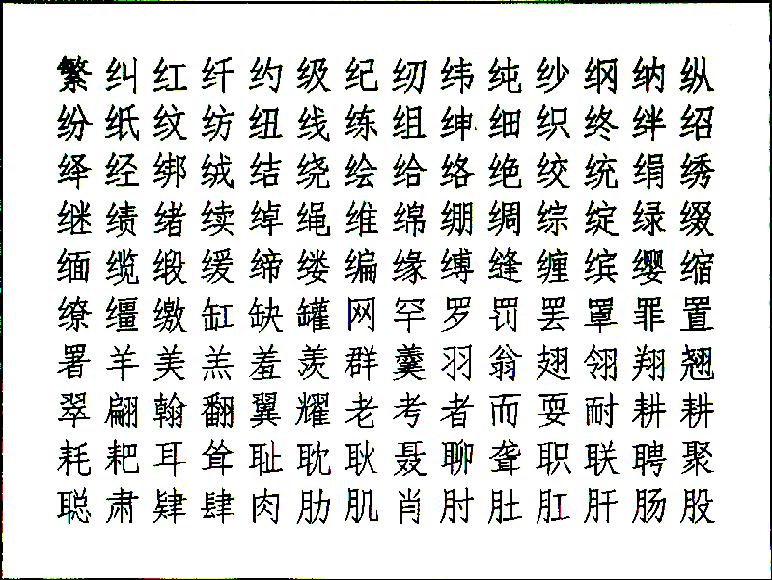 繁纠红纤约级纪纫纬纯纱纲纳纵
纷纸纹纺纽线练组绅细织终绊绍
绎经绑绒结绕绘给络绝绞统绢绣
继绩绪续绰绳维绵绷绸综绽绿缀
缅缆缎缓缔缕编缘缚缝缠缤缨缩
缭缰缴缸缺罐网罕罗罚罢罩罪置
署羊美羔羞羡群羹羽翁翅翎翔翘
翠翩翰翻翼耀老考者而耍耐耕耕
耗耙耳耸耻耽耿聂聊聋职联聘聚
聪肃肄肆肉肋肌肖肘肚肛肝肠股